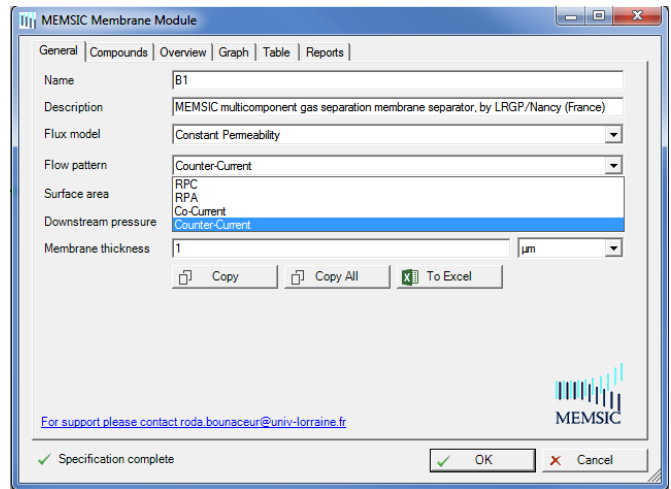 MEMSIC Membrane Module
General Compounds Overview Graph Table Reports
Name B1
Description MEMSIC multicomponent gas separation membrane separator, by LRGP/Nancy (France)
Flux model Constant Permeability
Flow pattern Counter-Current
RPC
Surface area RPA
Co-Current
Downstream pressure Counter-Current
Membrane thickness 1 µm
Copy Copy All To Excel
MEMSIC
For support please contact roda.bounaceur@univ-lorraine.fr
Specification complete OK Cancel